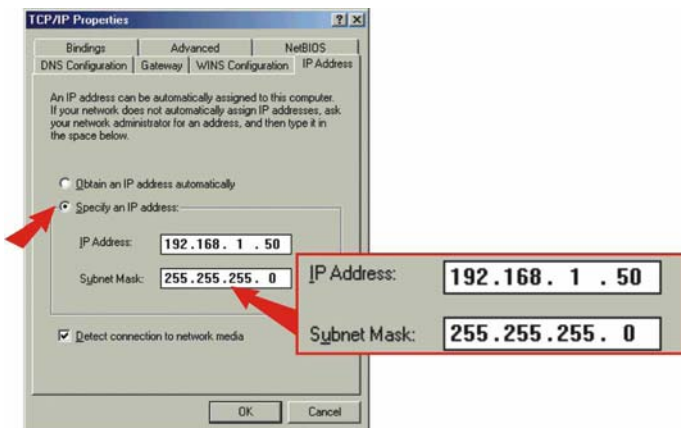 TCP/IP Properties
Bindings Advanced NetBIOS
DNS Configuration Gateway WINS Configuration IP Address
An IP address can be automatically assigned to this computer.
If your network does not automatically assign IP addresses, ask
your network administrator for an address, and then type it in
the space below.
Obtain an IP address automatically
Specify an IP address:
IP Address: 192.168. 1 .50
Subnet Mask: 255.255.255. 0
Detect connection to network media
OK Cancel
IP Address: 192.168. 1 .50
Subnet Mask: 255.255.255. 0